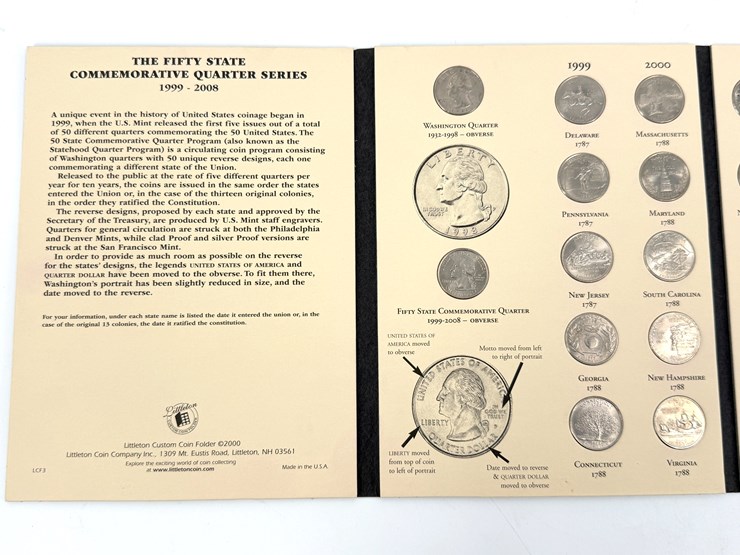 THE FIFTY STATE
COMMEMORATIVE QUARTER SERIES
1999 - 2008
A unique event in the history of United States coinage began in
1999, when the U.S. Mint released the first five issues out of a total
of 50 different quarters commemorating the 50 United States. The
50 State Commemorative Quarter Program (also known as the
Statehood Quarter Program) is a circulating coin program consisting
of Washington quarters with 50 unique reverse designs, each one
commemorating a different state of the Union.
Released to the public at the rate of five different quarters per
year for ten years, the coins are issued in the same order the states
entered the Union or, in the case of the thirteen original colonies,
in the order they ratified the Constitution.
The reverse designs, proposed by each state and approved by the
Secretary of the Treasury, are produced by U.S. Mint staff engravers.
Quarters for general circulation are struck at both the Philadelphia
and Denver Mints, while clad Proof and silver Proof versions are
struck at the San Francisco Mint.
In order to provide as much room as possible on the reverse
for the states' designs, the legends UNITED STATES OF AMERICA and
QUARTER DOLLAR have been moved to the obverse. To fit them there,
Washington's portrait has been slightly reduced in size, and the
date moved to the reverse.
For your information, under each state name is listed the date it entered the union or, in the
case of the original 13 colonies, the date it ratified the constitution.
Littleton
Littleton Custom Coin Folder ©2000
Littleton Coin Company Inc., 1309 Mt. Eustis Road, Littleton, NH 03561
Explore the exciting world of coin collecting
at www.littletoncoin.com
LCF3
Made in the U.S.A.
WASHINGTON QUARTER
1932-1998 – OBVERSE
LIBERTY
IN GOD WE
TRUST
P
1998
FIFTY STATE COMMEMORATIVE QUARTER
1999-2008 – OBVERSE
UNITED STATES OF
AMERICA moved
to obverse
Motto moved from left
to right of portrait
UNITED STATES OF AMERICA
LIBERTY
IN
GOD WE
TRUST
P
QUARTER DOLLAR
LIBERTY moved
from top of coin
to left of portrait
Date moved to reverse
& QUARTER DOLLAR
moved to obverse
1999
DELAWARE
1787
PENNSYLVANIA
1787
NEW JERSEY
1787
GEORGIA
1788
CONNECTICUT
1788
2000
MASSACHUSETTS
1788
MARYLAND
1788
SOUTH CAROLINA
1788
NEW HAMPSHIRE
1788
VIRGINIA
1788